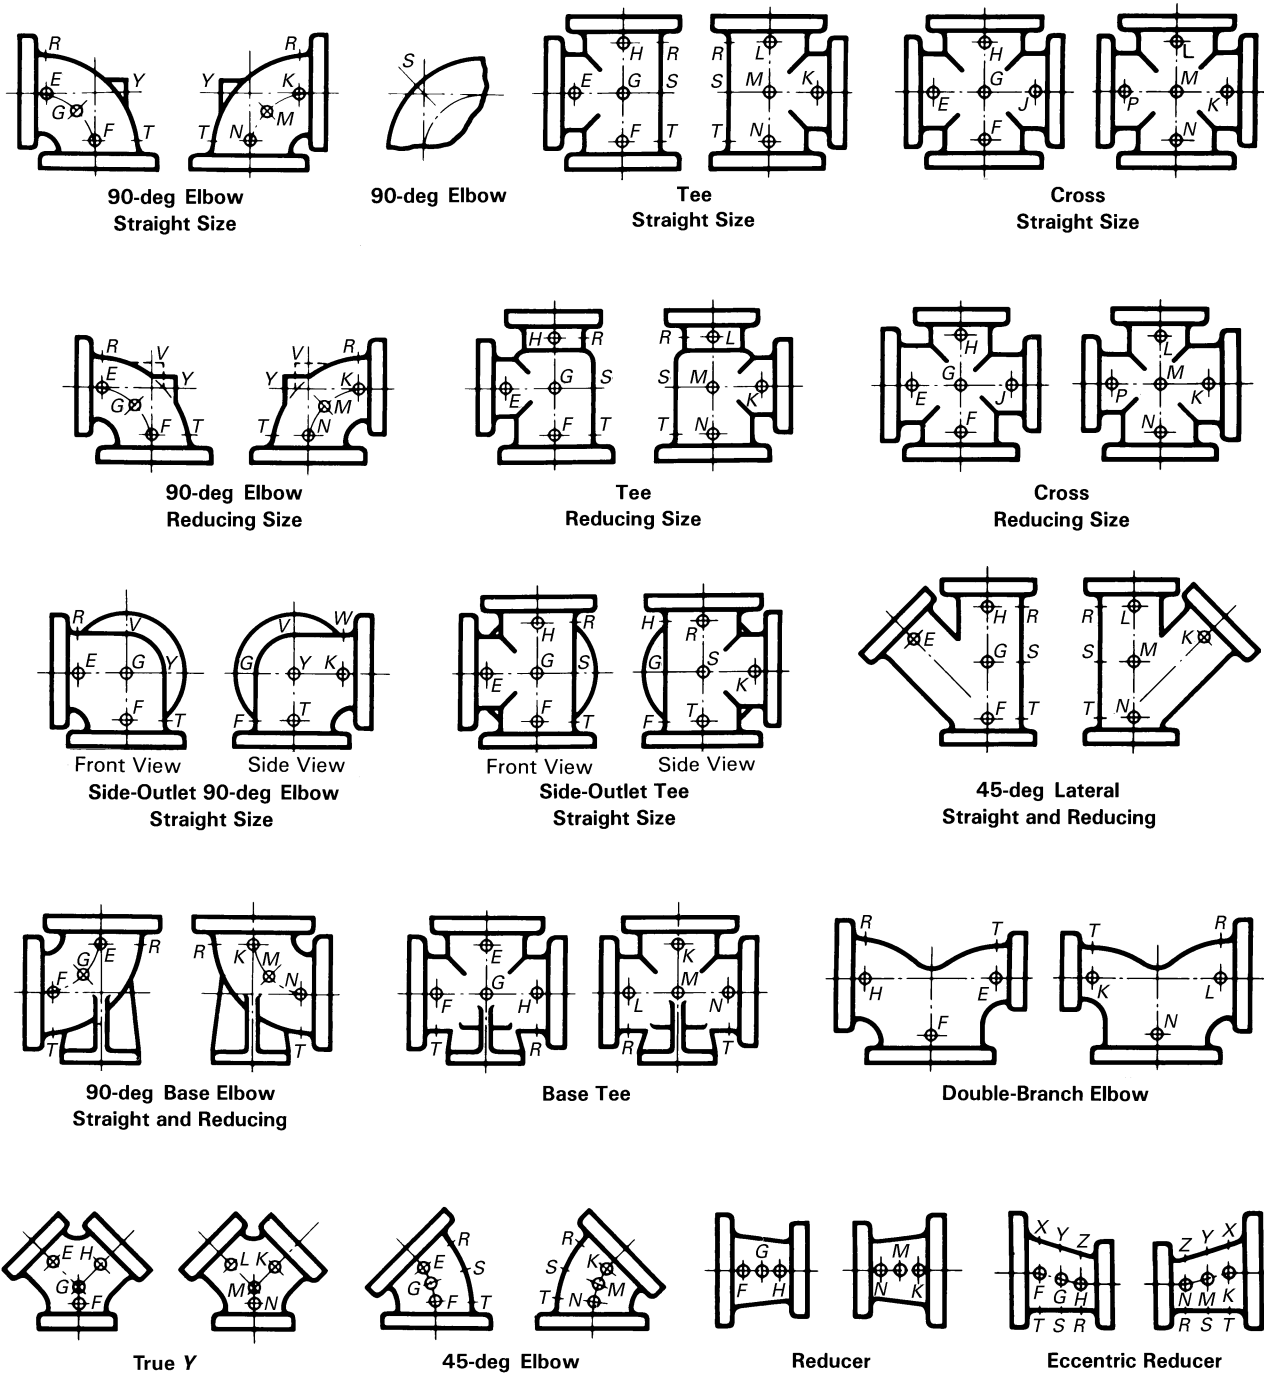 R
E Y
G
F T
R
Y K
M
T N
90-deg Elbow
Straight Size
S
90-deg Elbow
H R
E G S
F T
R L
S M K
T N
Tee
Straight Size
H
G
E J
F
L
M
P K
N
Cross
Straight Size
R V
E Y
G
F T
V R
Y K
M
T N
90-deg Elbow
Reducing Size
H R
G S
E
F T
R L
S M
K
T N
Tee
Reducing Size
H
G
E J
F
L
M
P K
N
Cross
Reducing Size
R V
E G Y
F T
Front View
V W
G Y K
F T
Side View
Side-Outlet 90-deg Elbow
Straight Size
H R
E G S
F T
Front View
H R
G S K
F T
Side View
Side-Outlet Tee
Straight Size
H R
E
G S
F T
R L
K
S M
T N
45-deg Lateral
Straight and Reducing
G E R
F
T
R K M
N
T
90-deg Base Elbow
Straight and Reducing
E
G
F H
T R
K
M
L N
R T
Base Tee
R T
H E
F
T R
K L
N
Double-Branch Elbow
E H
G
F
L K
M
N
True Y
R
E S
G
F T
R
S K
M
T N
45-deg Elbow
G
F H
M
N K
Reducer
X Y Z
F G H
T S R
Z Y X
N M K
R S T
Eccentric Reducer